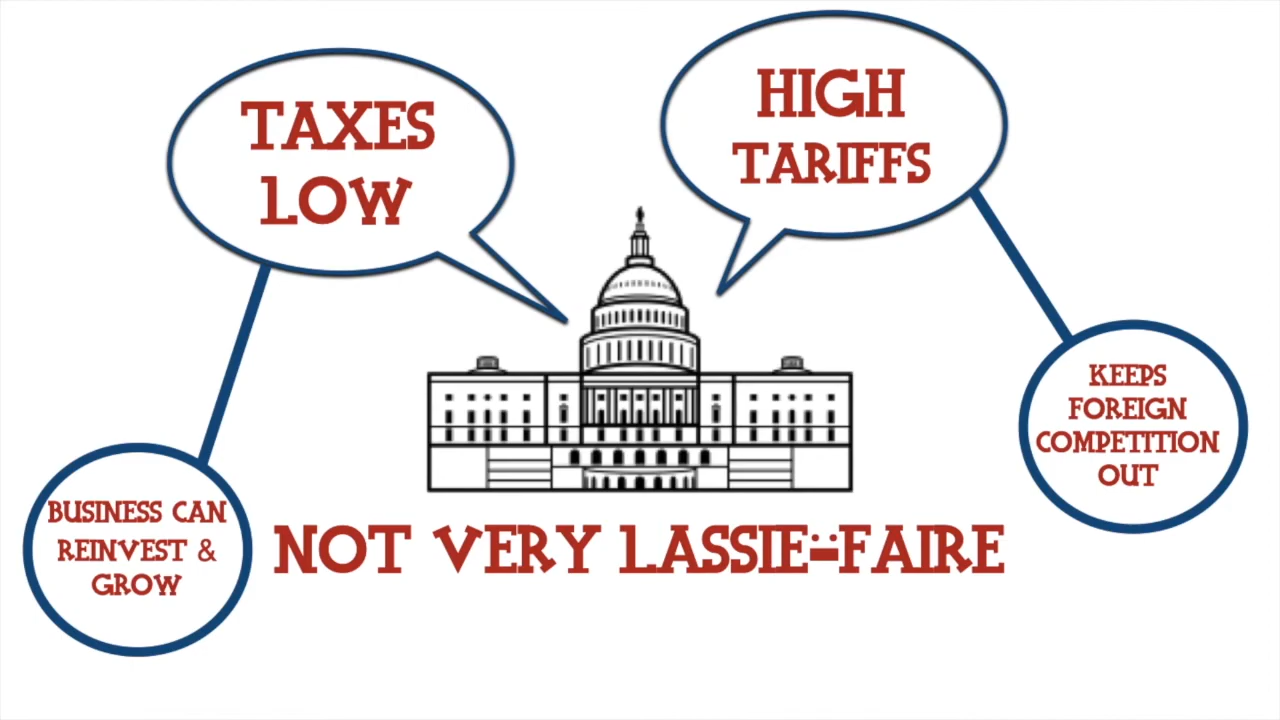 TAXES
LOW
HIGH
TARIFFS
KEEPS
FOREIGN
COMPETITION
OUT
BUSINESS CAN
REINVEST &
GROW
NOT VERY LASSIE-FAIRE